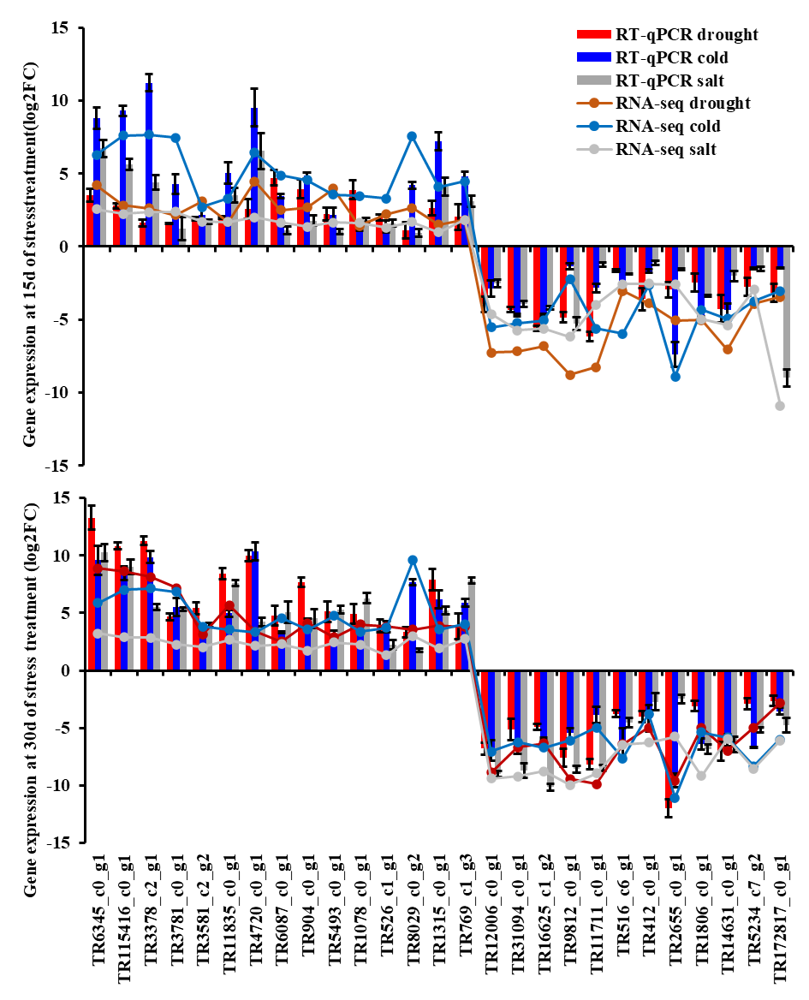 Gene expression at 15d of stresstreatment(log2FC)
15
10
5
0
-5
-10
-15
RT-qPCR drought
RT-qPCR cold
RT-qPCR salt
RNA-seq drought
RNA-seq cold
RNA-seq salt
Gene expression at 30d of stress treatment (log2FC)
15
10
5
0
-5
-10
-15
TR6345_c0_g1
TR115416_c0_g1
TR3378_c2_g1
TR3781_c0_g1
TR3581_c2_g2
TR11835_c0_g1
TR4720_c0_g1
TR6087_c0_g1
TR904_c0_g1
TR5493_c0_g1
TR1078_c0_g1
TR526_c1_g1
TR8029_c0_g2
TR1315_c0_g1
TR769_c1_g3
TR12006_c0_g1
TR31094_c0_g1
TR16625_c1_g2
TR9812_c0_g1
TR11711_c0_g1
TR516_c6_g1
TR412_c0_g1
TR2655_c0_g1
TR1806_c0_g1
TR14631_c0_g1
TR5234_c7_g2
TR172817_c0_g1